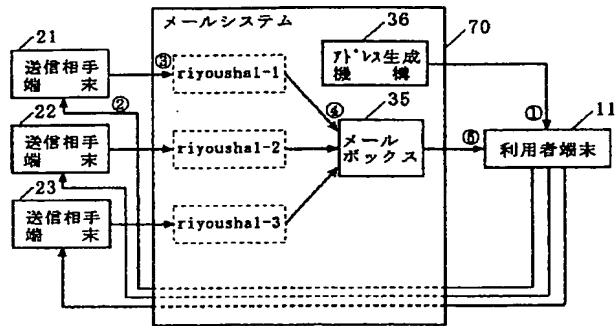 メールシステム
36
70
21
送信相手
端　末
③
riyousha1-1
ｱﾄﾞﾚｽ生成
機　構
②
22
送信相手
端　末
riyousha1-2
④
35
メール
ボックス
⑤
①
11
利用者端末
23
送信相手
端　末
riyousha1-3